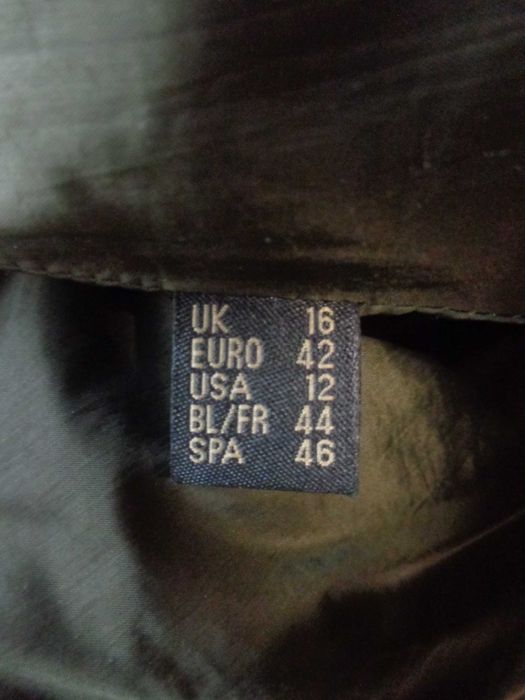 UK 16
EURO 42
USA 12
BL/FR 44
SPA 46